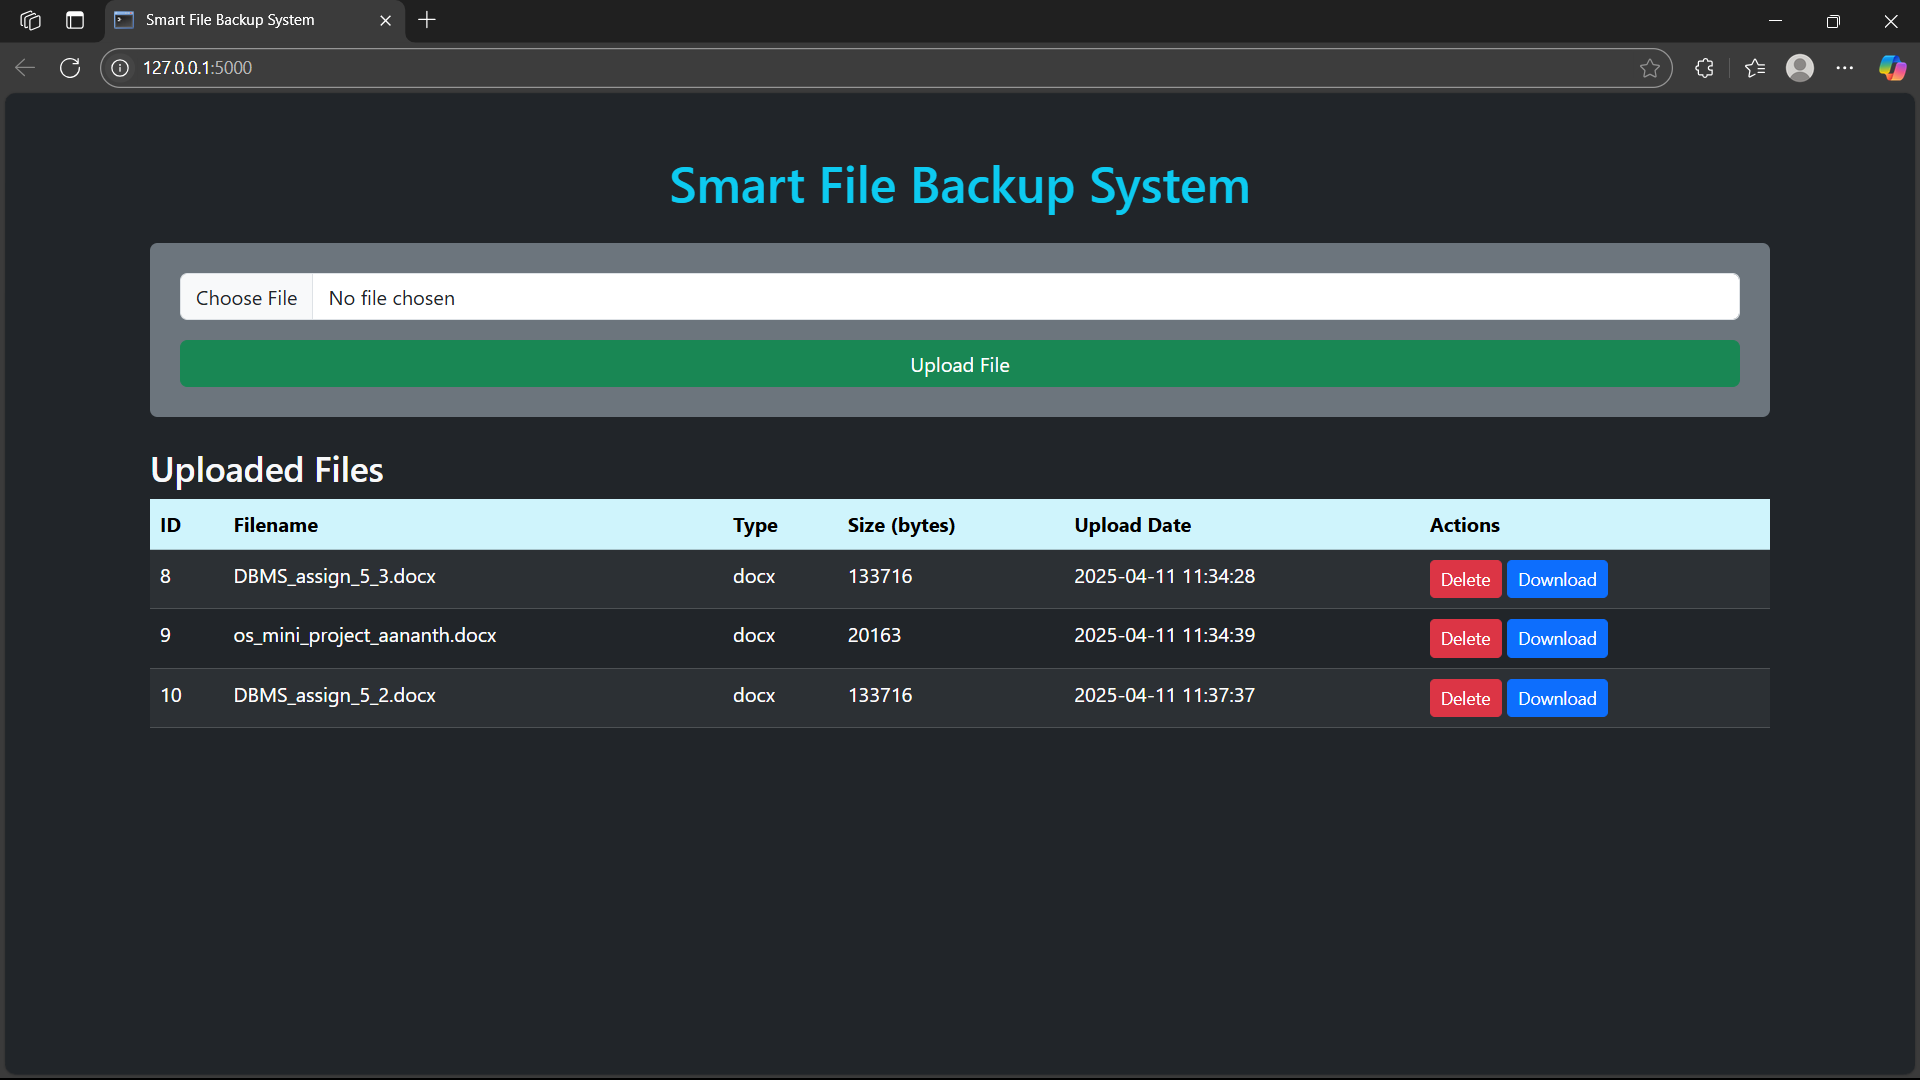 Smart File Backup System
127.0.0.1:5000
Smart File Backup System
Choose File No file chosen
Upload File
Uploaded Files
ID Filename Type Size (bytes) Upload Date Actions
8 DBMS_assign_5_3.docx docx 133716 2025-04-11 11:34:28 Delete Download
9 os_mini_project_aananth.docx docx 20163 2025-04-11 11:34:39 Delete Download
10 DBMS_assign_5_2.docx docx 133716 2025-04-11 11:37:37 Delete Download